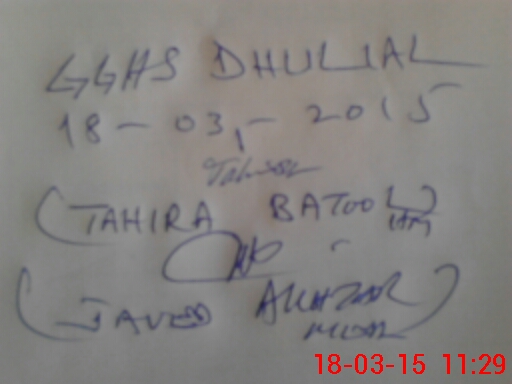 GGHS DHULIAL
18-03,-2015
(TAHIRA BATOOL)
(JAVED AKHTAR)
18-03-15 11:29